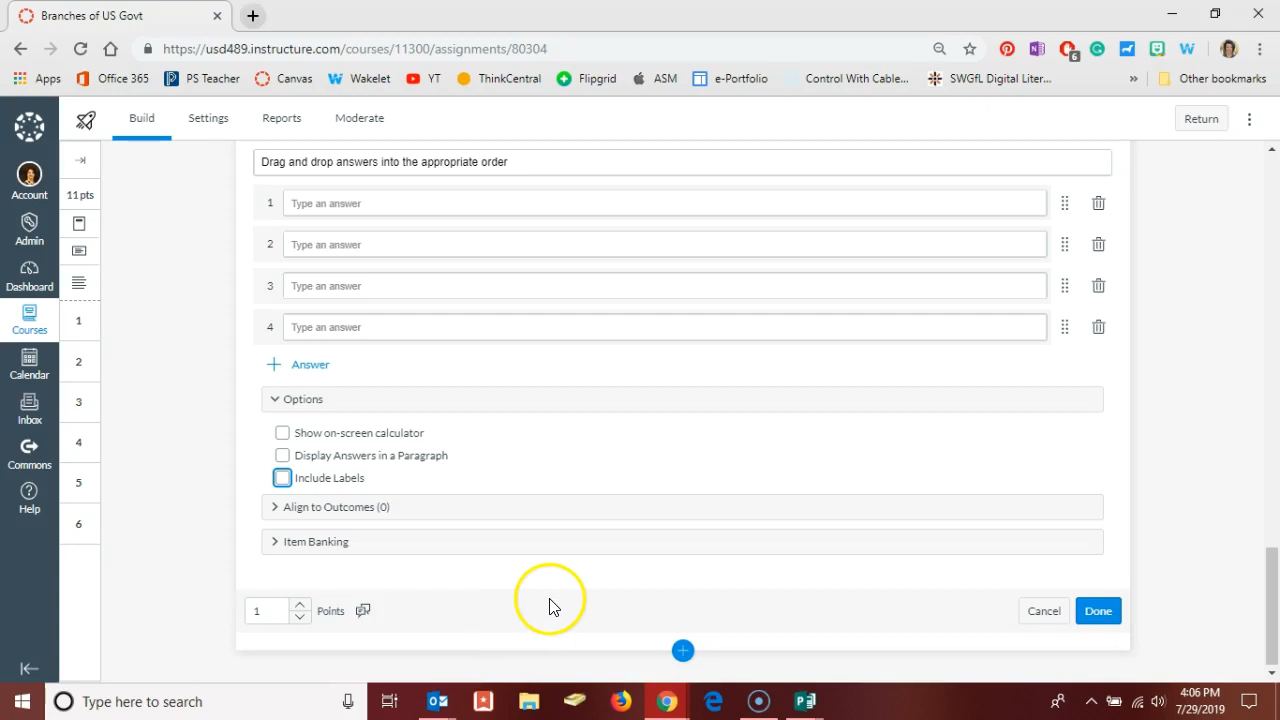 Branches of US Govt
https://usd489.instructure.com/courses/11300/assignments/80304
6
Apps Office 365 PS Teacher Canvas Wakelet YT ThinkCentral Flipgrid ASM e-Portfolio Control With Cable... SWGfL Digital Liter... » Other bookmarks
Build Settings Reports Moderate Return
Account
Admin
Dashboard
Courses
Calendar
Inbox
Commons
Help
11 pts
1
2
3
4
5
6
Drag and drop answers into the appropriate order
1 Type an answer
2 Type an answer
3 Type an answer
4 Type an answer
+ Answer
Options
Show on-screen calculator
Display Answers in a Paragraph
Include Labels
Align to Outcomes (0)
Item Banking
1 Points Cancel Done
Type here to search
4:06 PM
7/29/2019